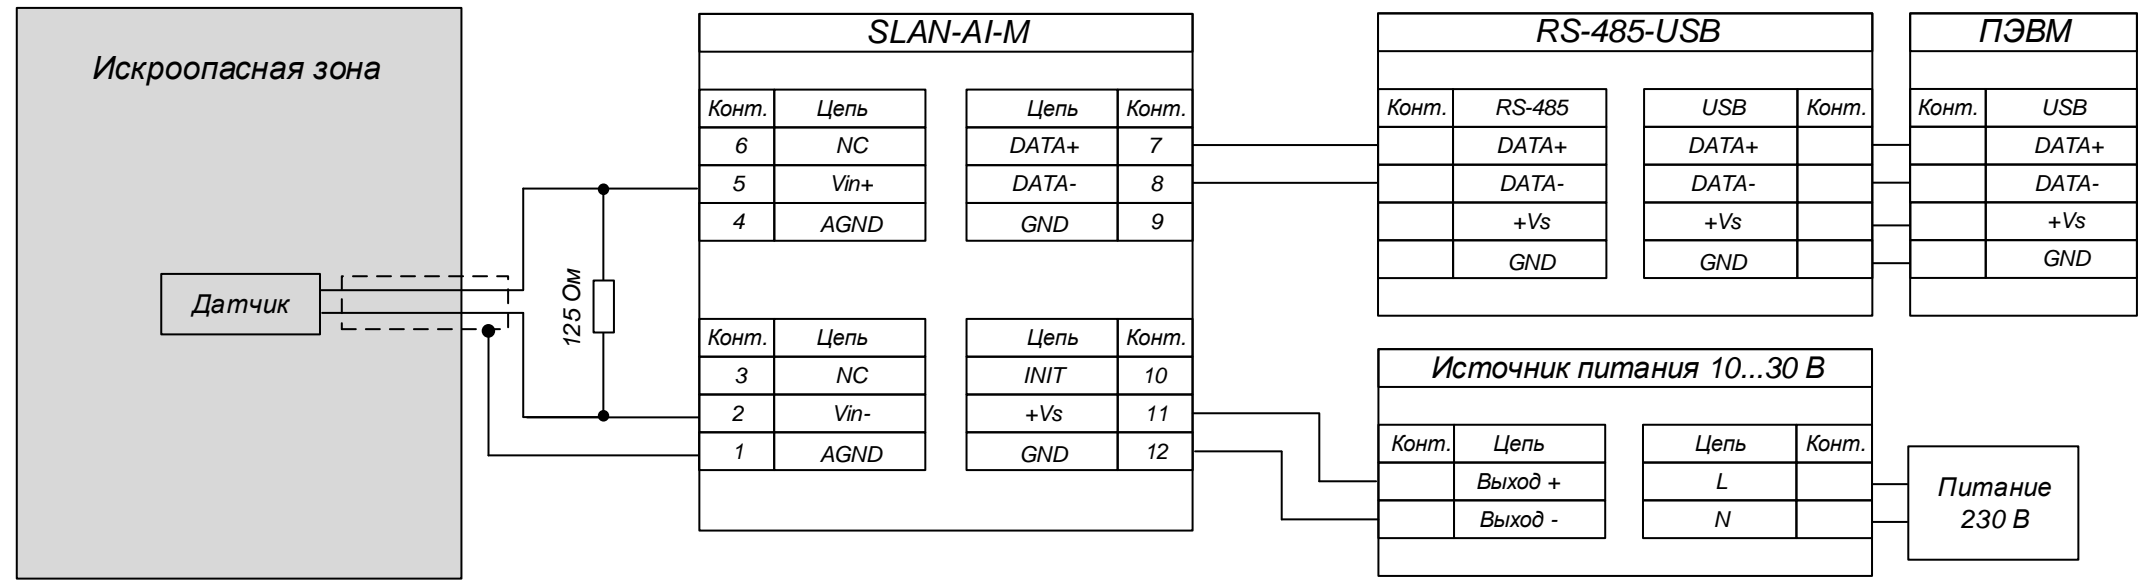 Искроопасная зона
Датчик
125 Ом
SLAN-AI-M
Конт. Цепь Цепь Конт.
6 NC DATA+ 7
5 Vin+ DATA- 8
4 AGND GND 9
Конт. Цепь Цепь Конт.
3 NC INIT 10
2 Vin- +Vs 11
1 AGND GND 12
RS-485-USB
Конт. RS-485 USB Конт.
DATA+ DATA+
DATA- DATA-
+Vs +Vs
GND GND
ПЭВМ
Конт. USB
DATA+
DATA-
+Vs
GND
Источник питания 10...30 В
Конт. Цепь Цепь Конт.
Выход + L
Выход - N
Питание
230 В